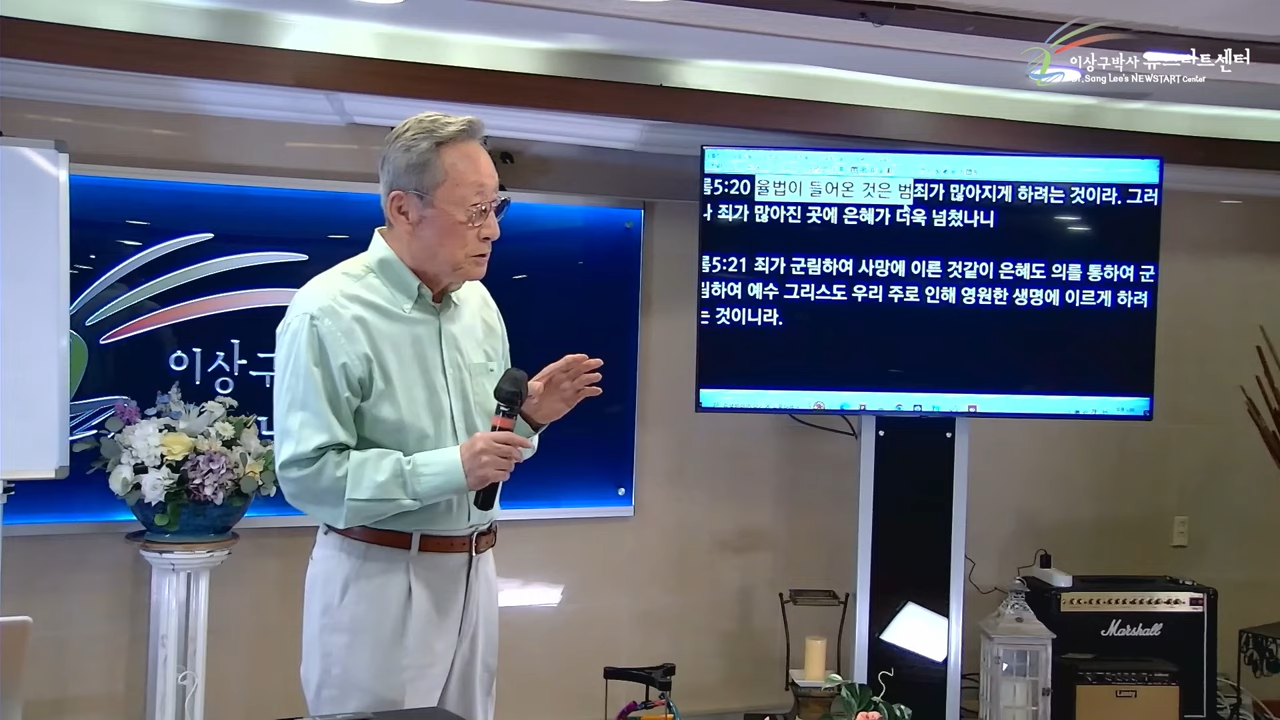 이상구박사 뉴스타트센터
Dr. Sang Lee's NEWSTART Center
롬5:20 율법이 들어온 것은 범죄가 많아지게 하려는 것이라. 그러
나 죄가 많아진 곳에 은혜가 더욱 넘쳤나니
롬5:21 죄가 군림하여 사망에 이른 것같이 은혜도 의를 통하여 군
림하여 예수 그리스도 우리 주로 인해 영원한 생명에 이르게 하려
는 것이니라.
이상구
Marshall